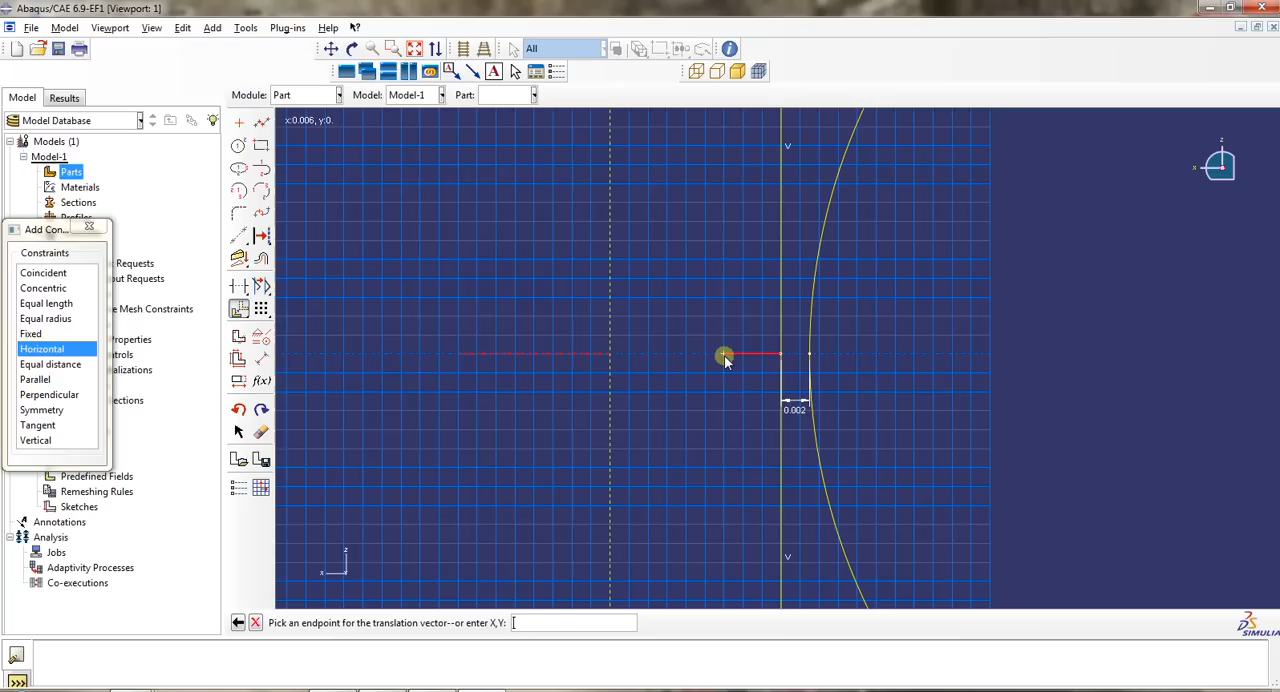 Abaqus/CAE 6.9-EF1 [Viewport: 1]
File Model Viewport View Edit Add Tools Plug-ins Help
All
Module: Part Model: Model-1 Part:
Model Results
Model Database
x:0.006, y:0.
Models (1)
Model-1
Parts
Materials
Sections
Add Con...
Constraints
Coincident
Concentric
Equal length
Equal radius
Fixed
Horizontal
Equal distance
Parallel
Perpendicular
Symmetry
Tangent
Vertical
Requests
ut Requests
e Mesh Constraints
roperties
trols
alizations
ections
Predefined Fields
Remeshing Rules
Sketches
Annotations
Analysis
Jobs
Adaptivity Processes
Co-executions
f(x)
V
0.002
V
z
x
z
x
Pick an endpoint for the translation vector--or enter X,Y:
SIMULIA
>>>